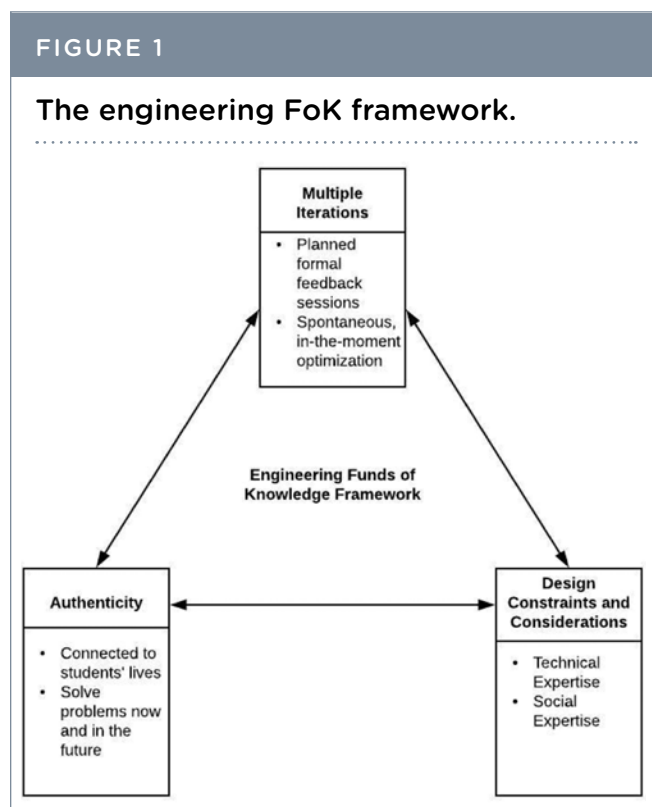 FIGURE 1
The engineering FoK framework.
Multiple
Iterations
• Planned
formal
feedback
sessions
• Spontaneous,
in-the-moment
optimization
Engineering Funds of
Knowledge Framework
Authenticity
• Connected to
students' lives
• Solve
problems now
and in the
future
Design
Constraints and
Considerations
• Technical
Expertise
• Social
Expertise